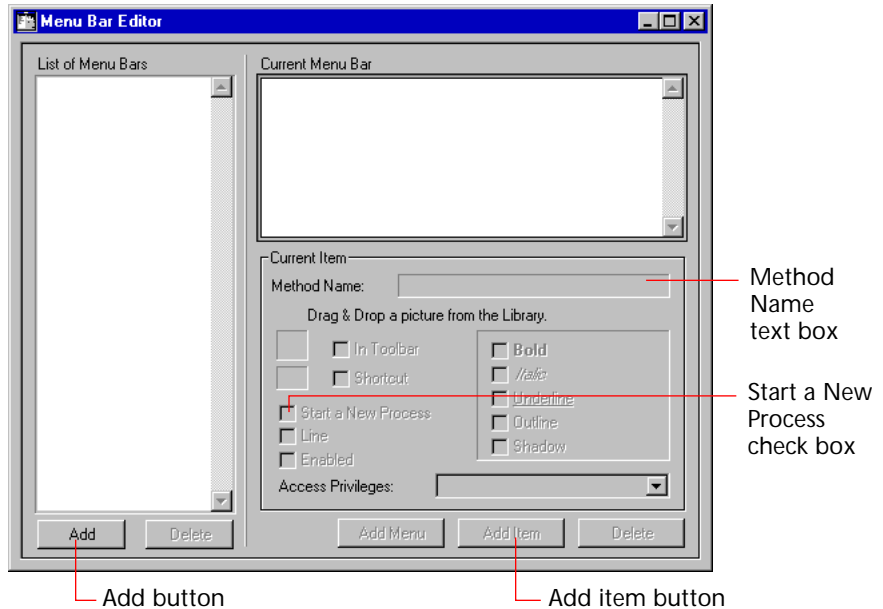 Menu Bar Editor
List of Menu Bars
Current Menu Bar
Current Item
Method Name:
Drag & Drop a picture from the Library.
In Toolbar
Shortcut
Start a New Process
Line
Enabled
Bold
Italic
Underline
Outline
Shadow
Access Privileges:
Add
Delete
Add Menu
Add Item
Delete
Method
Name
text box
Start a New
Process
check box
Add button
Add item button